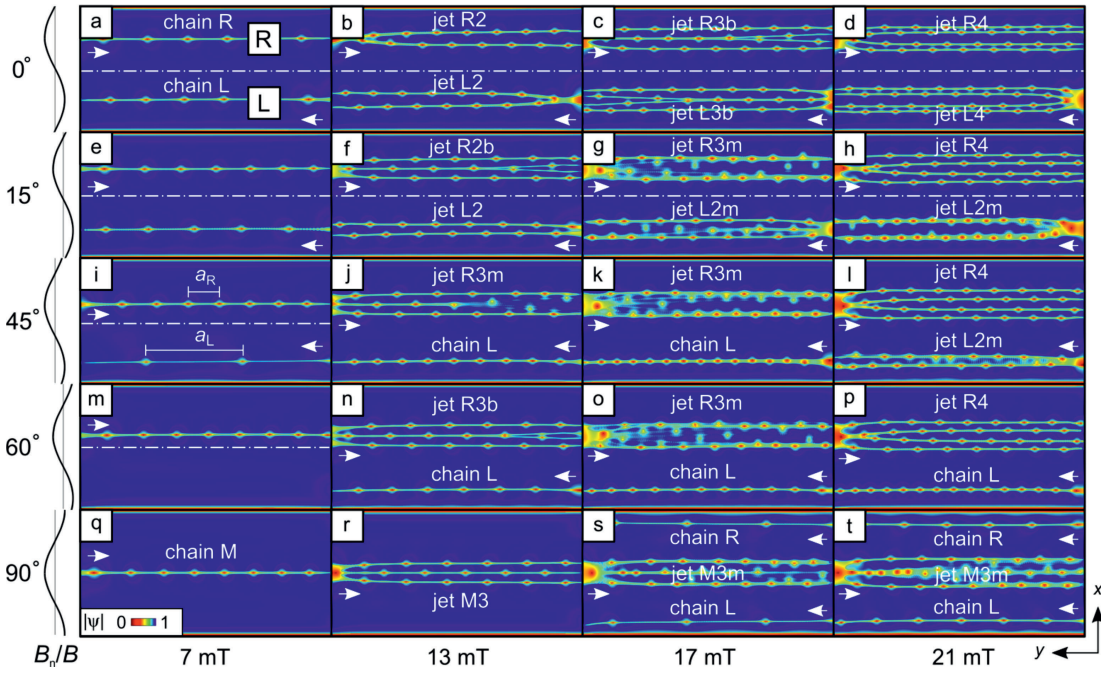 a chain R R
chain L L
b jet R2
jet L2
c jet R3b
jet L3b
d jet R4
jet L4
0°
e
f jet R2b
jet L2
g jet R3m
jet L2m
h jet R4
jet L2m
15°
i aR
aL
j jet R3m
chain L
k jet R3m
chain L
l jet R4
jet L2m
45°
m
n jet R3b
chain L
o jet R3m
chain L
p jet R4
chain L
60°
q chain M
|ψ| 0 1
r
jet M3
s
chain R
jet M3m
chain L
t
chain R
jet M3m
chain L
90°
x
y
Bn/B 7 mT 13 mT 17 mT 21 mT